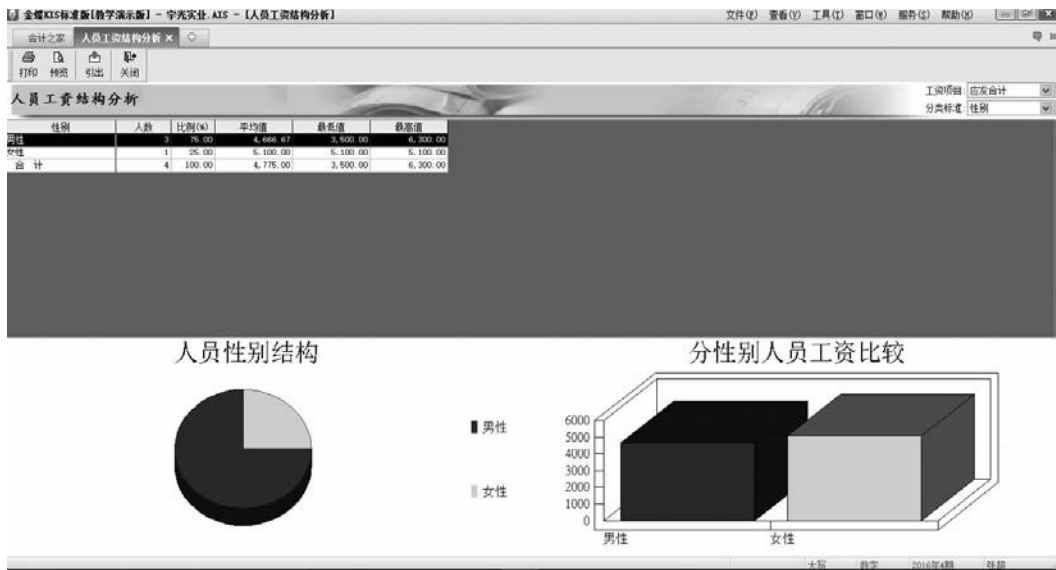 金蝶KIS标准版[教学演示版] - 宇光实业.AIS - [人员工资结构分析] 文件(F) 查看(V) 工具(T) 窗口(W) 服务(S) 帮助(H)
会计之家 人员工资结构分析 ×
打印 预览 引出 关闭
人员工资结构分析
工资项目: 应发合计
分类标准: 性别
性别 人数 比例(%) 平均值 最低值 最高值
男性 3 75.00 4,666.67 3,500.00 6,300.00
女性 1 25.00 5,100.00 5,100.00 5,100.00
合 计 4 100.00 4,775.00 3,500.00 6,300.00
人员性别结构
男性
女性
分性别人员工资比较
6000
5000
4000
3000
2000
1000
0
男性 女性
大写 数字 2016年4期 张超